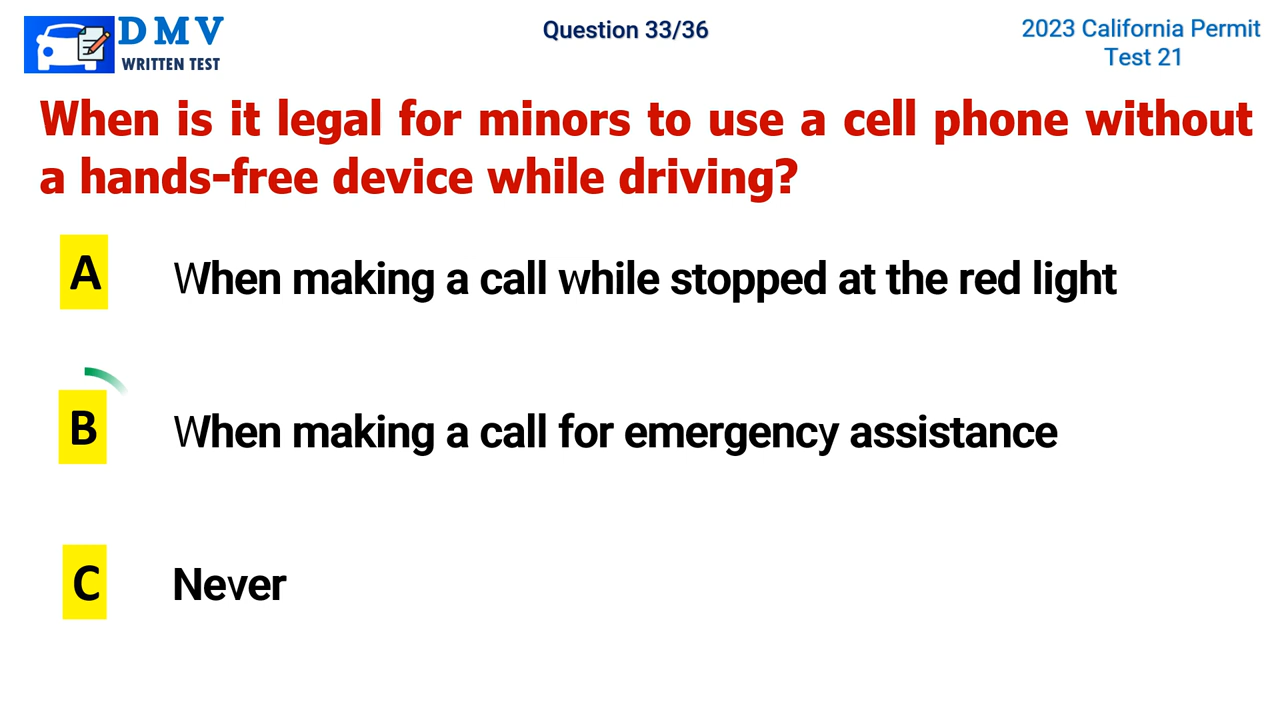 DMV
WRITTEN TEST
Question 33/36
2023 California Permit
Test 21
When is it legal for minors to use a cell phone without
a hands-free device while driving?
A When making a call while stopped at the red light
B When making a call for emergency assistance
C Never